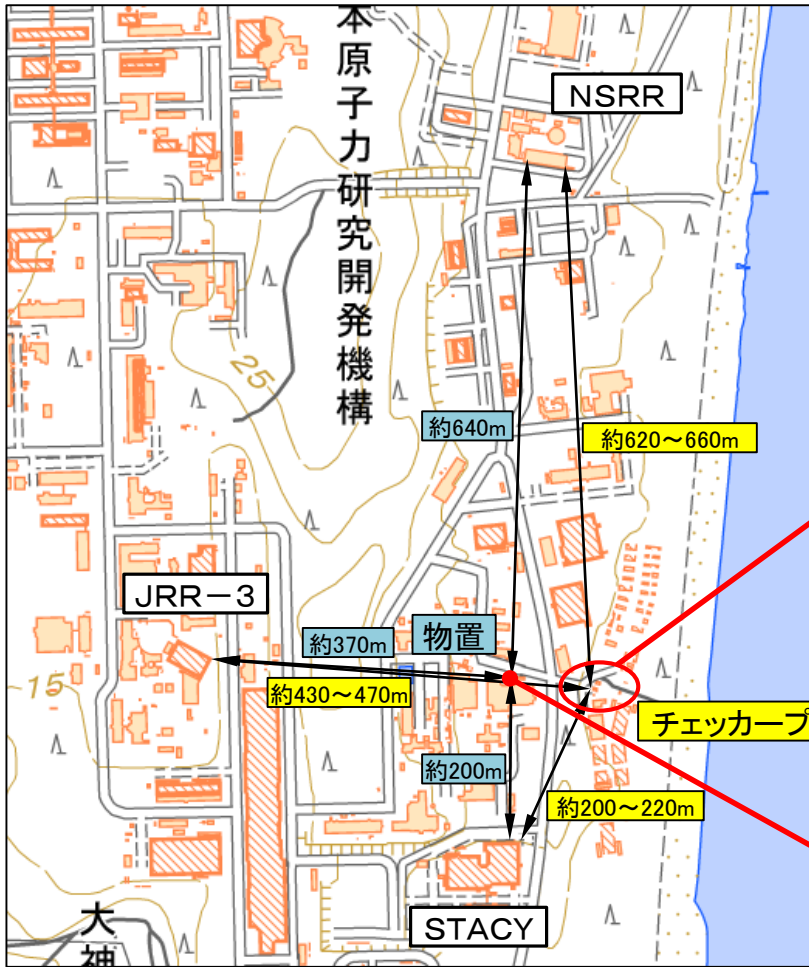 本原子力研究開発機構
NSRR
25
約640m
約620～660m
JRR－3
約370m
物置
15
約430～470m
チェッカープ
約200m
約200～220m
STACY
大神